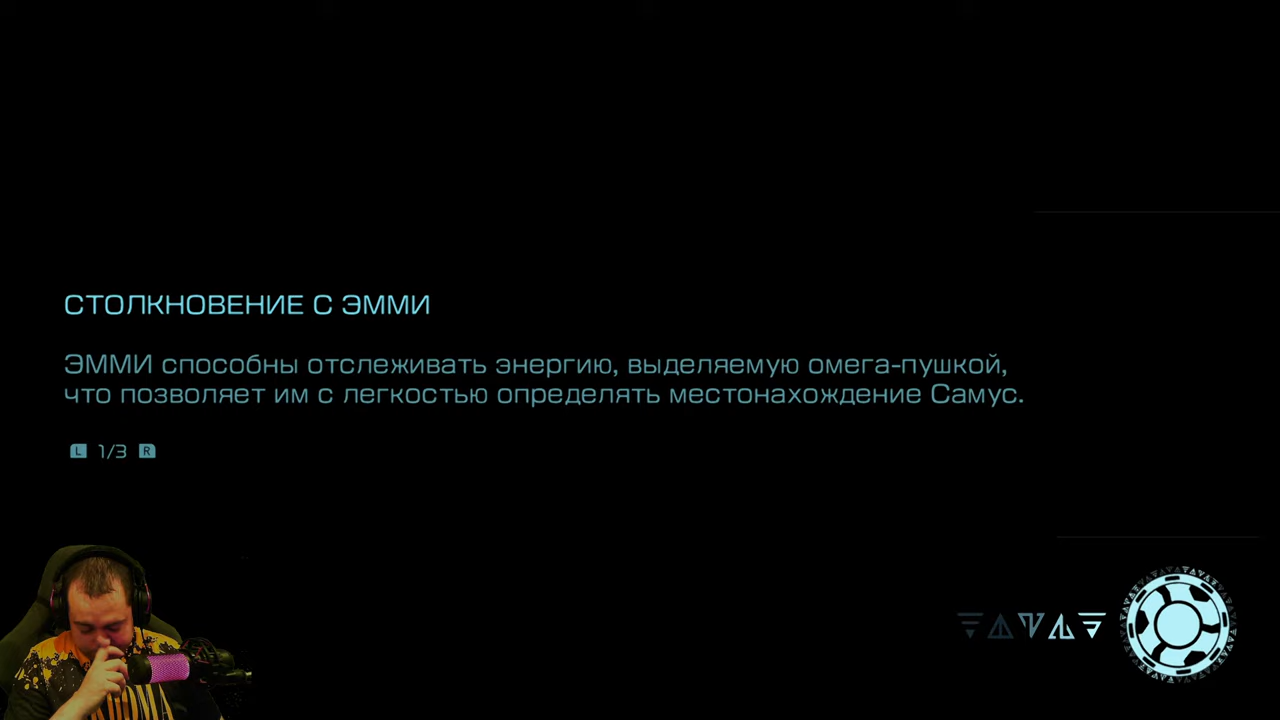 СТОЛКНОВЕНИЕ С ЭММИ
ЭММИ способны отслеживать энергию, выделяемую омега-пушкой,
что позволяет им с легкостью определять местонахождение Самус.
L 1/3 R